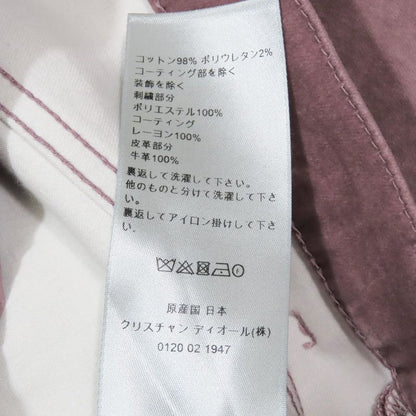 コットン98% ポリウレタン2%
コーティング部を除く
装飾を除く
刺繍部分
ポリエステル100%
コーティング
レーヨン100%
皮革部分
牛革100%
裏返して洗濯して下さい。
他のものと分けて洗濯して下さい。
裏返してアイロン掛けして下さい。
原産国 日本
クリスチャン ディオール(株)
0120 02 1947